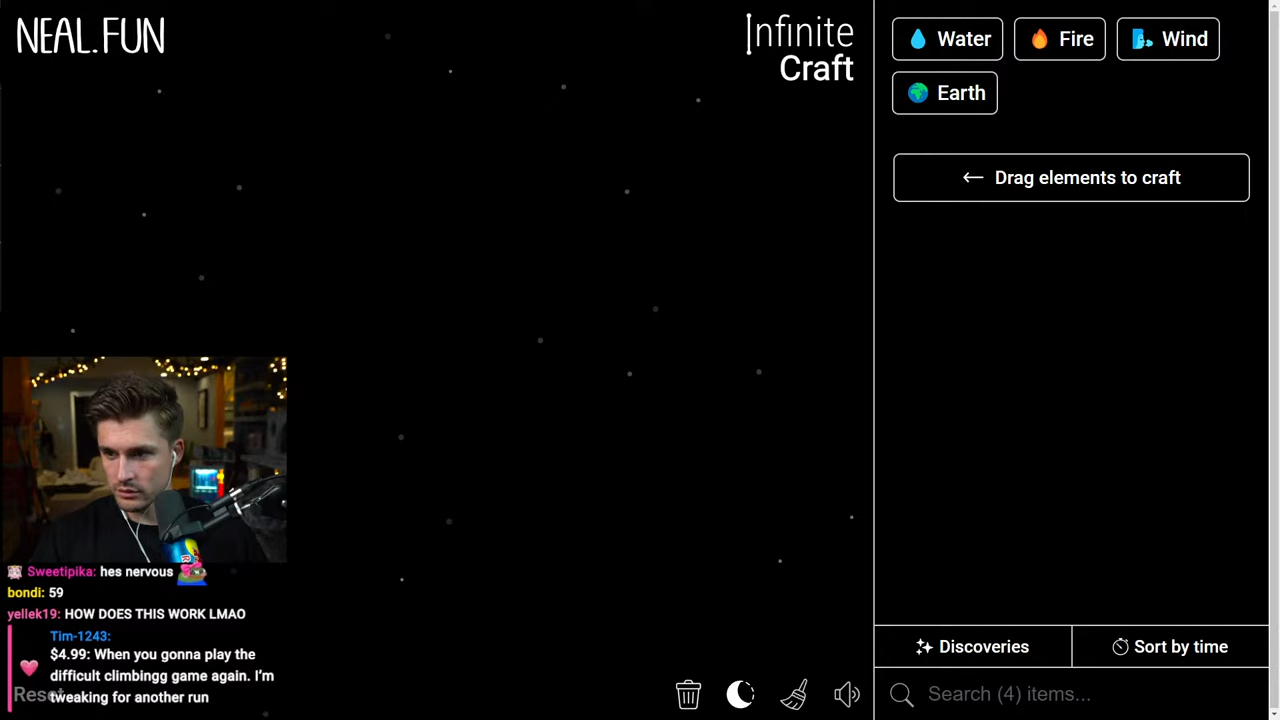 NEAL.FUN
Infinite
Craft
Water
Fire
Wind
Earth
← Drag elements to craft
Sweetipika: hes nervous
bondi: 59
yellek19: HOW DOES THIS WORK LMAO
Tim-1243:
$4.99: When you gonna play the
difficult climbingg game again. I'm
tweaking for another run
Reset
Discoveries
Sort by time
Search (4) items...